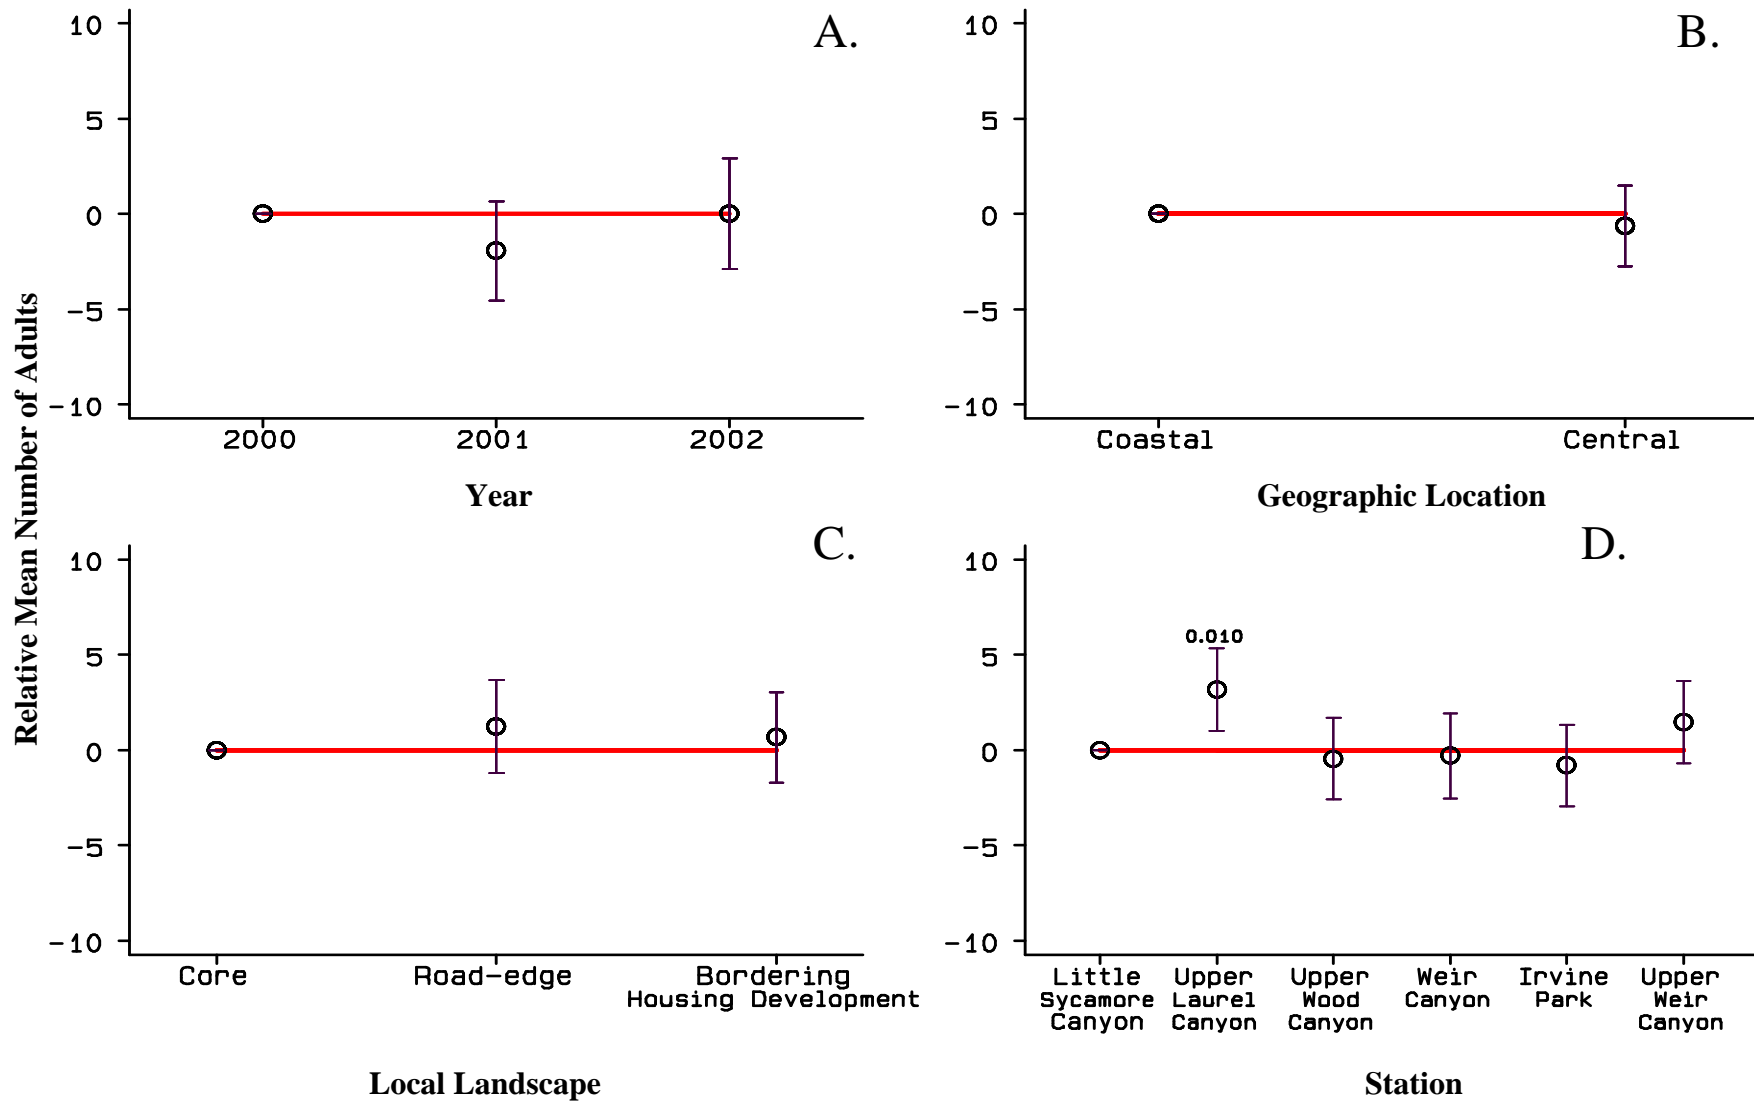 Relative Mean Number of Adults
A.
10
5
0
-5
-10
2000 2001 2002
Year
B.
10
5
0
-5
-10
Coastal Central
Geographic Location
C.
10
5
0
-5
-10
Core Road-edge Bordering
Housing Development
Local Landscape
D.
10
0.010
5
0
-5
-10
Little Upper Upper Weir Irvine Upper
Sycamore Laurel Wood Canyon Park Weir
Canyon Canyon Canyon Canyon
Station